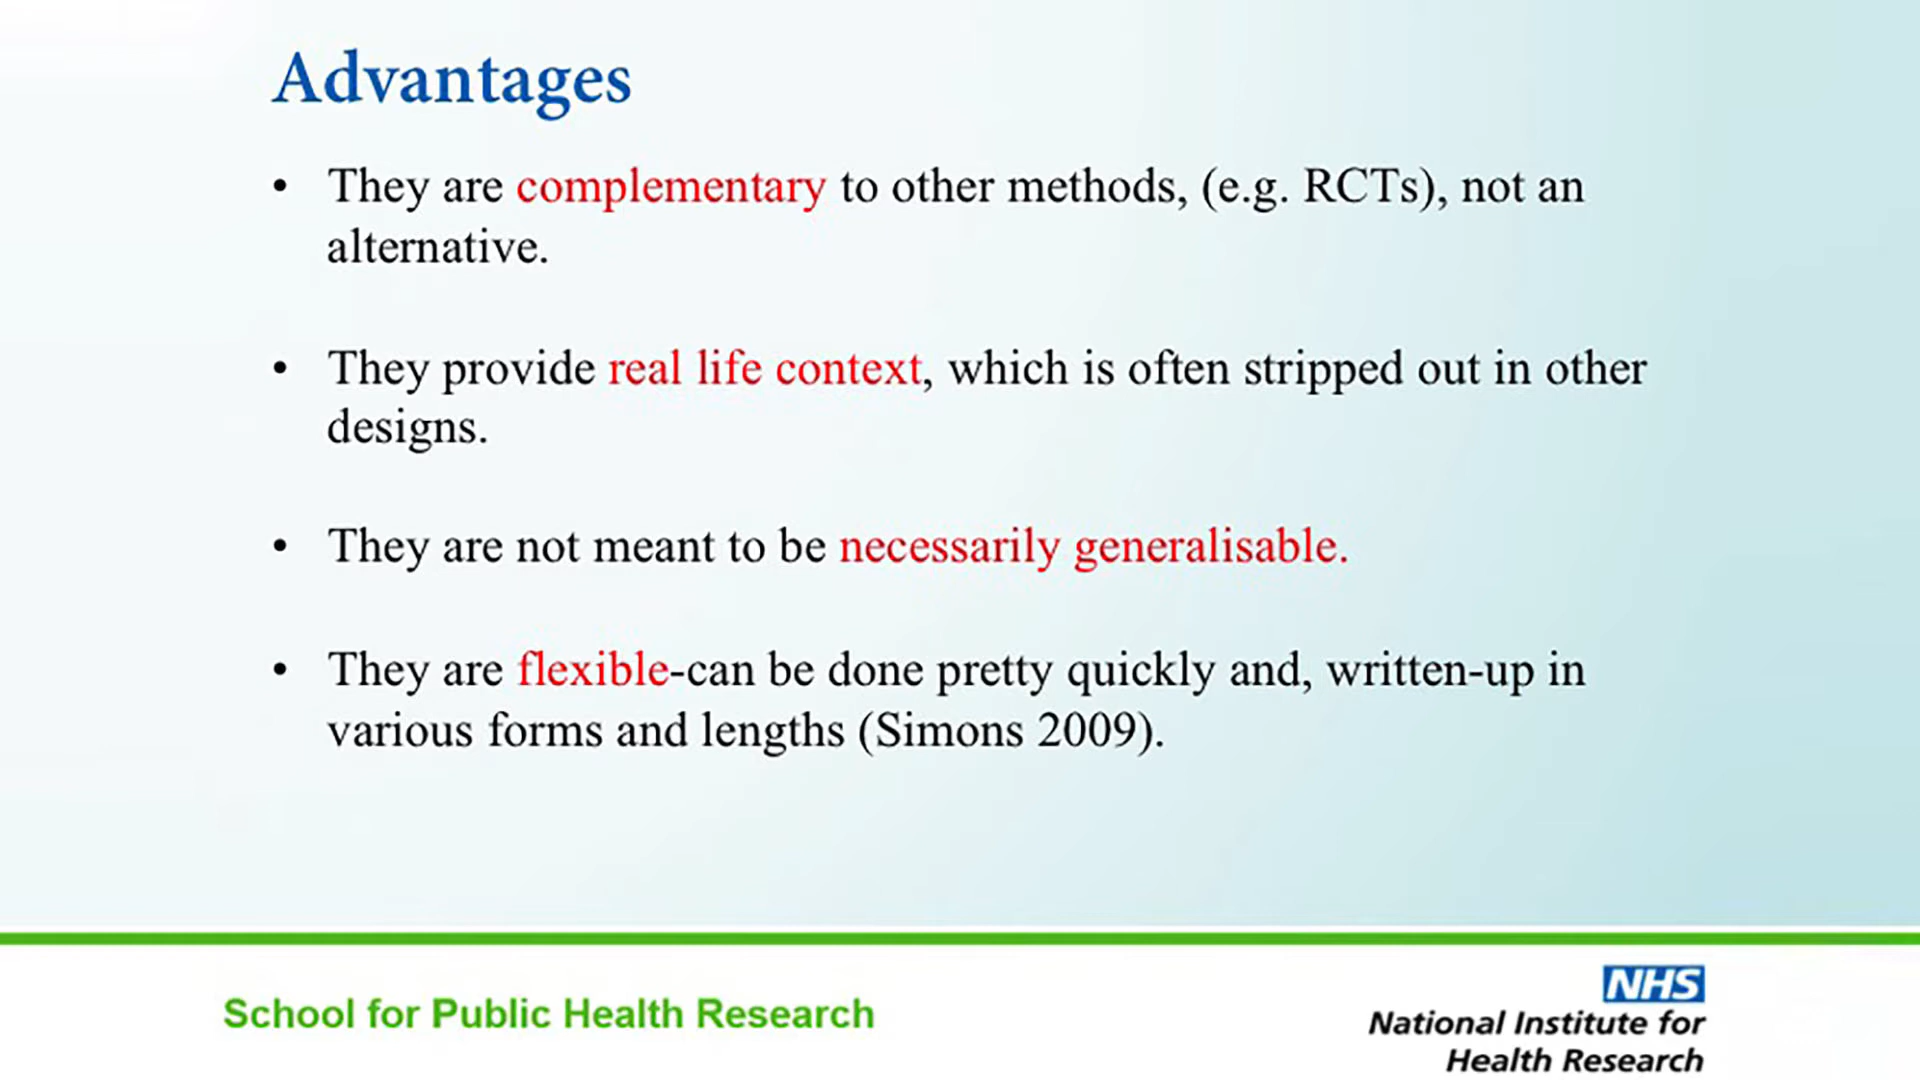 Advantages
• They are complementary to other methods, (e.g. RCTs), not an
alternative.
• They provide real life context, which is often stripped out in other
designs.
• They are not meant to be necessarily generalisable.
• They are flexible-can be done pretty quickly and, written-up in
various forms and lengths (Simons 2009).
School for Public Health Research
NHS
National Institute for
Health Research